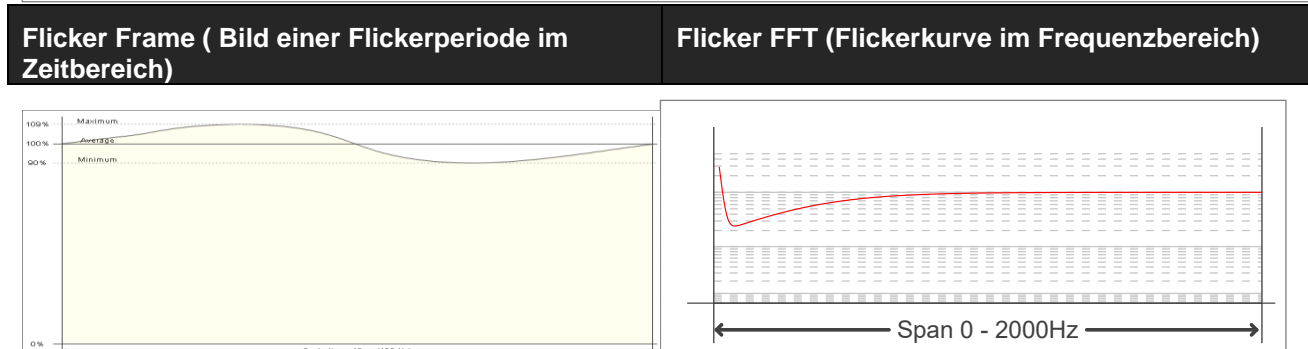 Flicker Frame ( Bild einer Flickerperiode im
Zeitbereich)
Flicker FFT (Flickerkurve im Frequenzbereich)
109%
Maximum
100%
Average
90%
Minimum
0%
Span 0 - 2000Hz